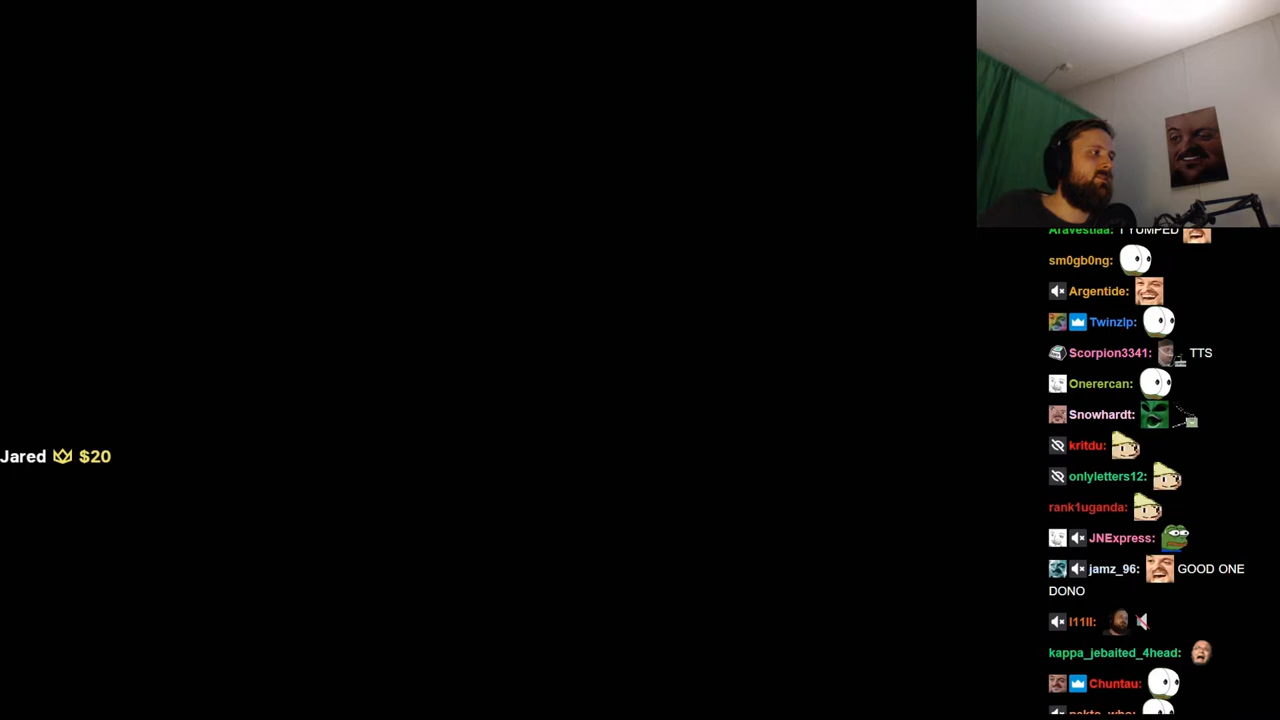 Aravestiaa: I YUMPED
sm0gb0ng:
Argentide:
Twinzlp:
Scorpion3341: TTS
Onerercan:
Snowhardt:
kritdu:
Jared $20
onlyletters12:
rank1uganda:
JNExpress:
jamz_96: GOOD ONE
DONO
l11ll:
kappa_jebaited_4head:
Chuntau: